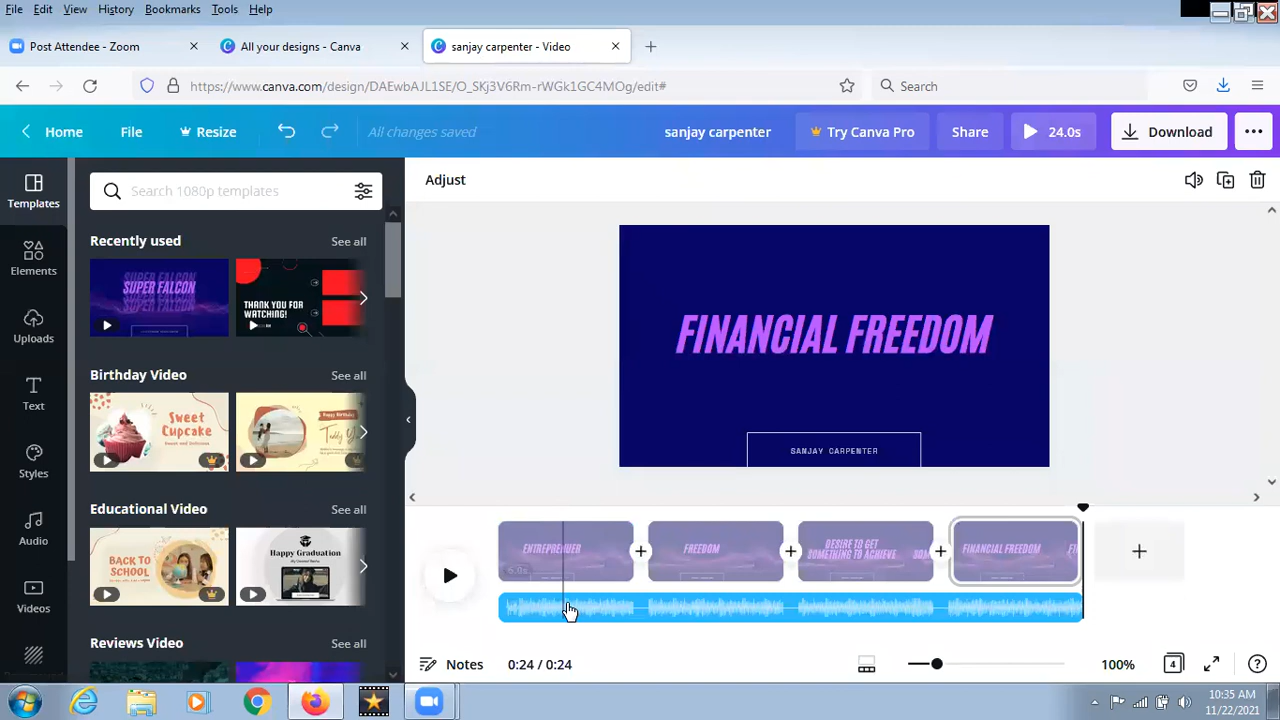 File Edit View History Bookmarks Tools Help
Post Attendee - Zoom
All your designs - Canva
sanjay carpenter - Video
https://www.canva.com/design/DAEwbAJL1SE/O_SKj3V6Rm-rWGk1GC4MOg/edit#
Search
Home
File
Resize
All changes saved
sanjay carpenter
Try Canva Pro
Share
24.0s
Download
Templates
Elements
Uploads
Text
Styles
Audio
Videos
Search 1080p templates
Recently used
See all
SUPER FALCON
THANK YOU FOR
WATCHING!
Birthday Video
See all
Sweet
Cupcake
Happy Birthday
Educational Video
See all
BACK TO
SCHOOL
Happy Graduation
Reviews Video
See all
Adjust
FINANCIAL FREEDOM
SANJAY CARPENTER
ENTREPRENUER
6.0s
FREEDOM
DESIRE TO GET
SOMETHING TO ACHIEVE
FINANCIAL FREEDOM
Notes
0:24 / 0:24
100%
4
10:35 AM
11/22/2021